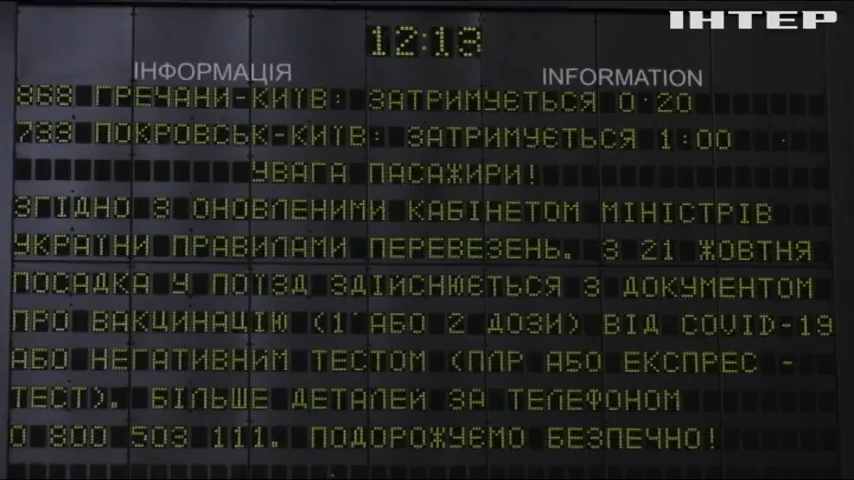 ІНТЕР
12:13
ІНФОРМАЦІЯ INFORMATION
868 ГРЕЧАНИ-КИЇВ: ЗАТРИМУЄТЬСЯ 0:20
733 ПОКРОВСЬК-КИЇВ: ЗАТРИМУЄТЬСЯ 1:00
УВАГА ПАСАЖИРИ!
ЗГІДНО З ОНОВЛЕНИМИ КАБІНЕТОМ МІНІСТРІВ
УКРАЇНИ ПРАВИЛАМИ ПЕРЕВЕЗЕНЬ. З 21 ЖОВТНЯ
ПОСАДКА У ПОЇЗД ЗДІЙСНЮЄТЬСЯ З ДОКУМЕНТОМ
ПРО ВАКЦИНАЦІЮ (1 АБО 2 ДОЗИ) ВІД COVID-19
АБО НЕГАТИВНИМ ТЕСТОМ (ПЛР АБО ЕКСПРЕС -
ТЕСТ). БІЛЬШЕ ДЕТАЛЕЙ ЗА ТЕЛЕФОНОМ
0 800 503 111. ПОДОРОЖУЄМО БЕЗПЕЧНО!